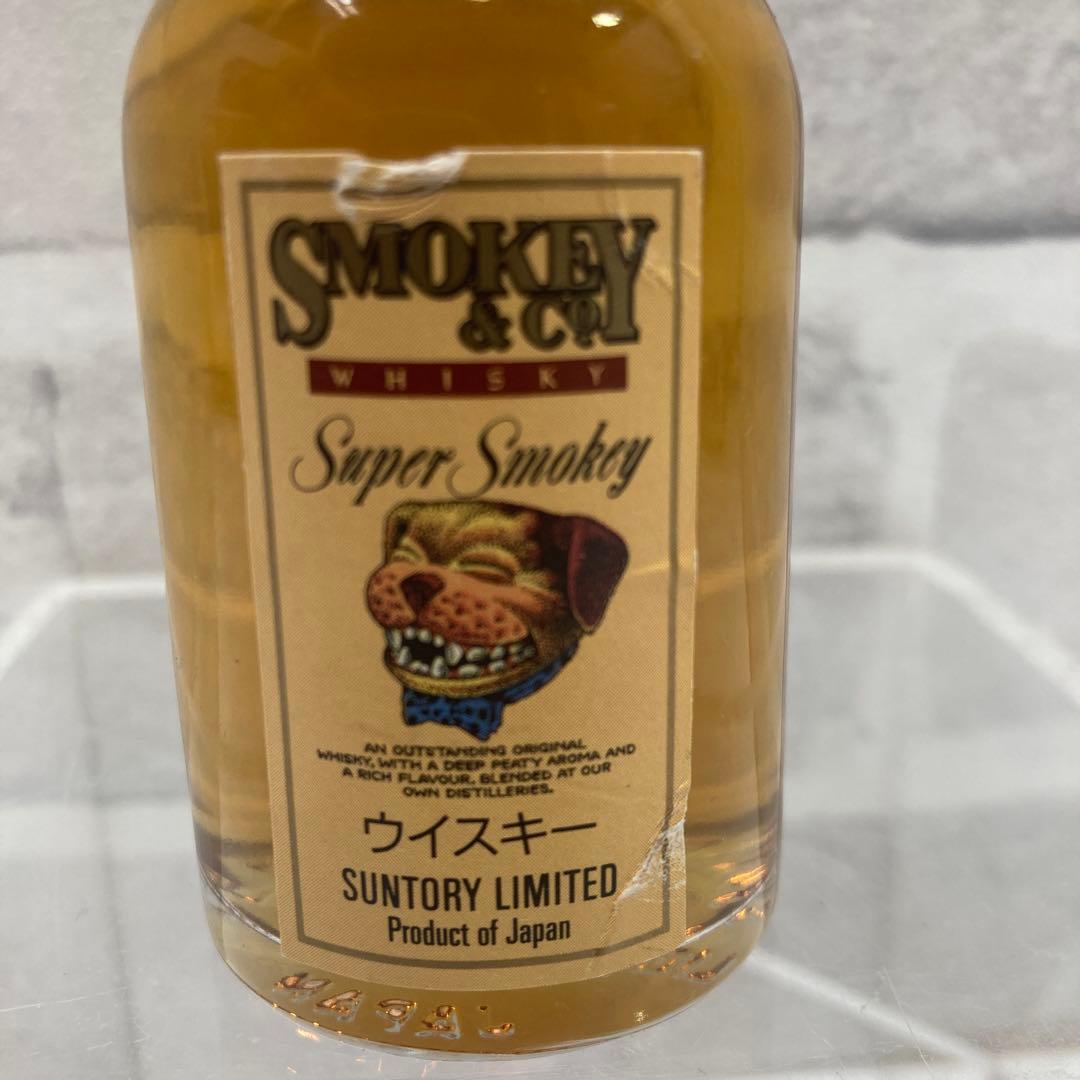 SMOKEY
& Co.
WHISKY
Super Smokey
AN OUTSTANDING ORIGINAL
WHISKY, WITH A DEEP PEATY AROMA AND
A RICH FLAVOUR. BLENDED AT OUR
OWN DISTILLERIES.
ウイスキー
SUNTORY LIMITED
Product of Japan